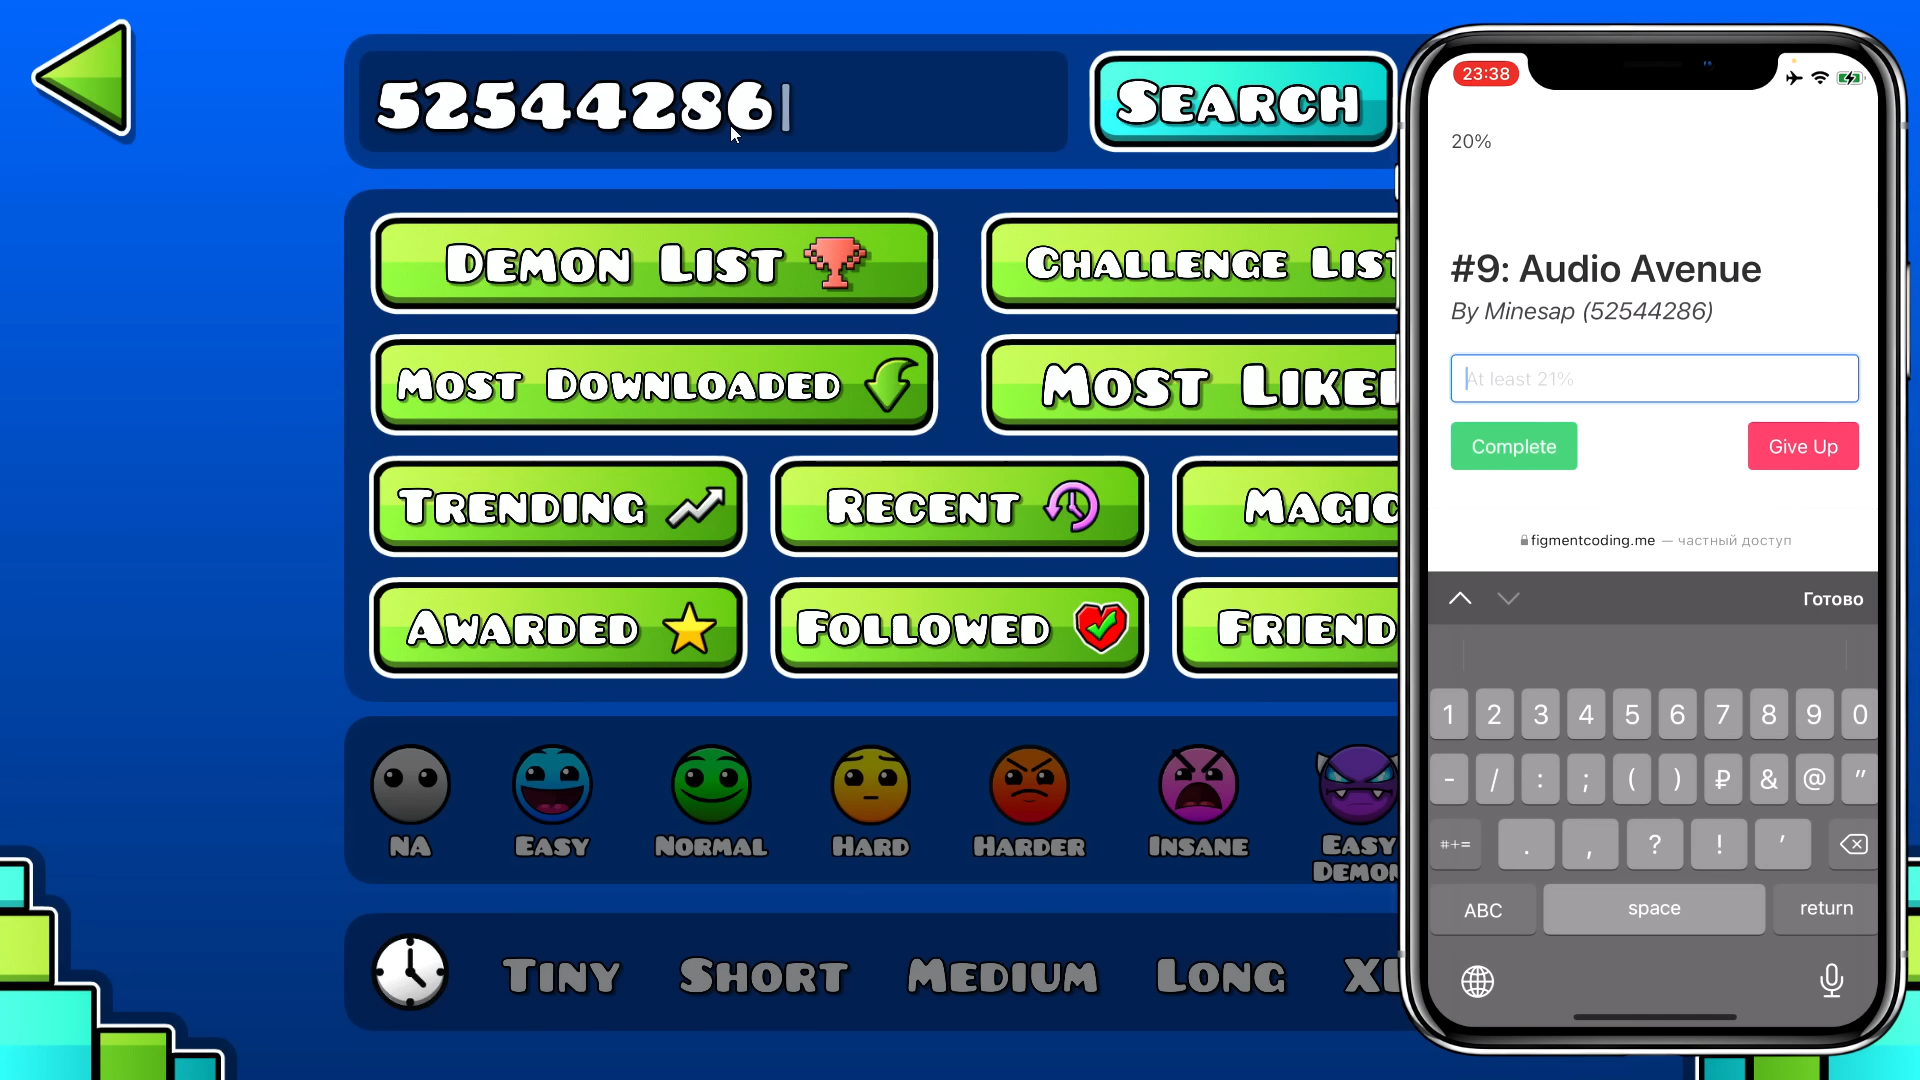 52544286
Search
Demon List
Challenge List
Most Downloaded
Most Liked
Trending
Recent
Magic
Awarded
Followed
Friend
NA
Easy
Normal
Hard
Harder
Insane
Easy
Demon
Tiny
Short
Medium
Long
XL
23:38
20%
#9: Audio Avenue
By Minesap (52544286)
At least 21%
Complete
Give Up
figmentcoding.me — частный доступ
Готово
1 2 3 4 5 6 7 8 9 0
- / : ; ( ) ₽ & @ "
#+= . , ? ! '
ABC space return